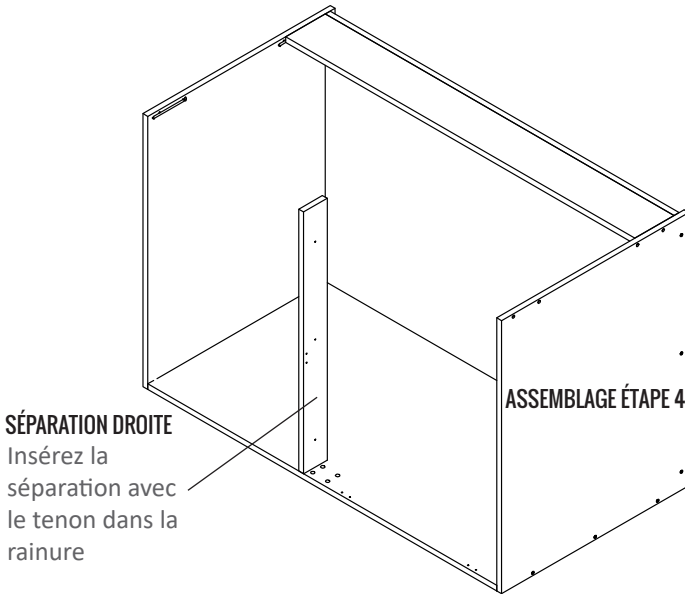 SÉPARATION DROITE
Insérez la
séparation avec
le tenon dans la
rainure
ASSEMBLAGE ÉTAPE 4